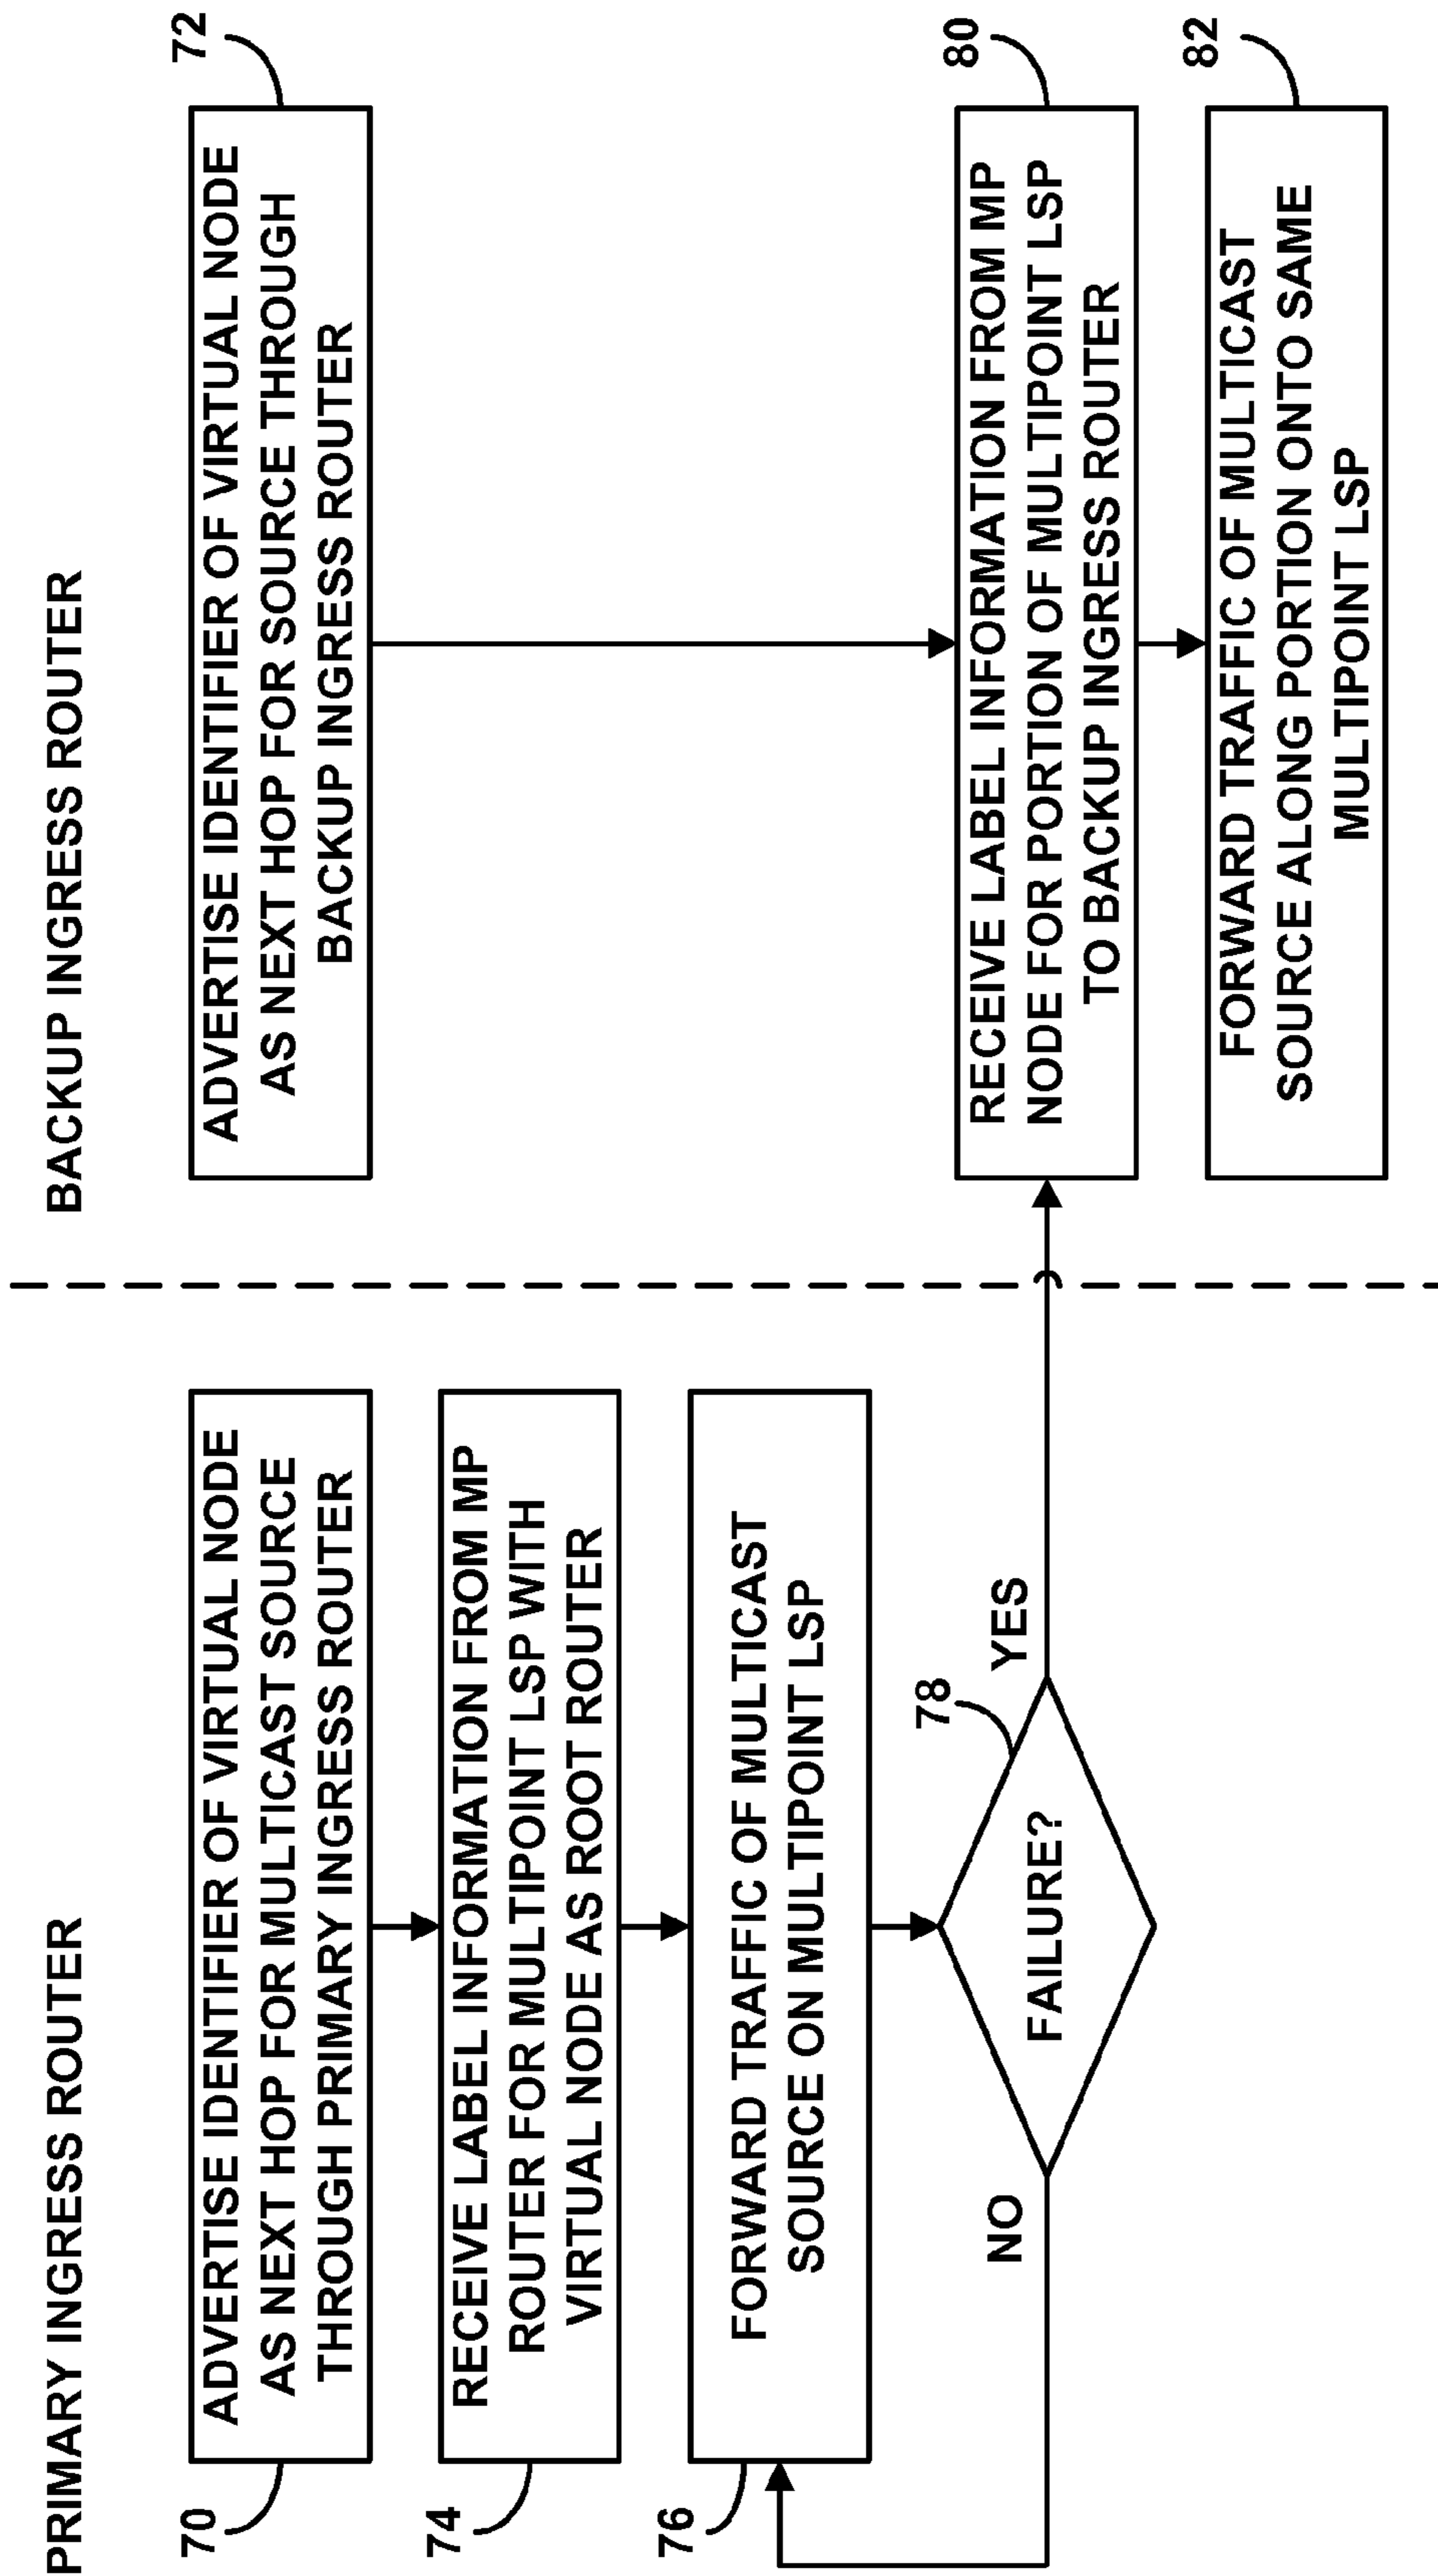 PRIMARY INGRESS ROUTER
BACKUP INGRESS ROUTER
70
ADVERTISE IDENTIFIER OF VIRTUAL NODE
AS NEXT HOP FOR MULTICAST SOURCE
THROUGH PRIMARY INGRESS ROUTER
72
ADVERTISE IDENTIFIER OF VIRTUAL NODE
AS NEXT HOP FOR SOURCE THROUGH
BACKUP INGRESS ROUTER
74
RECEIVE LABEL INFORMATION FROM MP
ROUTER FOR MULTIPOINT LSP WITH
VIRTUAL NODE AS ROOT ROUTER
76
FORWARD TRAFFIC OF MULTICAST
SOURCE ON MULTIPOINT LSP
78
FAILURE?
NO
YES
80
RECEIVE LABEL INFORMATION FROM MP
NODE FOR PORTION OF MULTIPOINT LSP
TO BACKUP INGRESS ROUTER
82
FORWARD TRAFFIC OF MULTICAST
SOURCE ALONG PORTION ONTO SAME
MULTIPOINT LSP